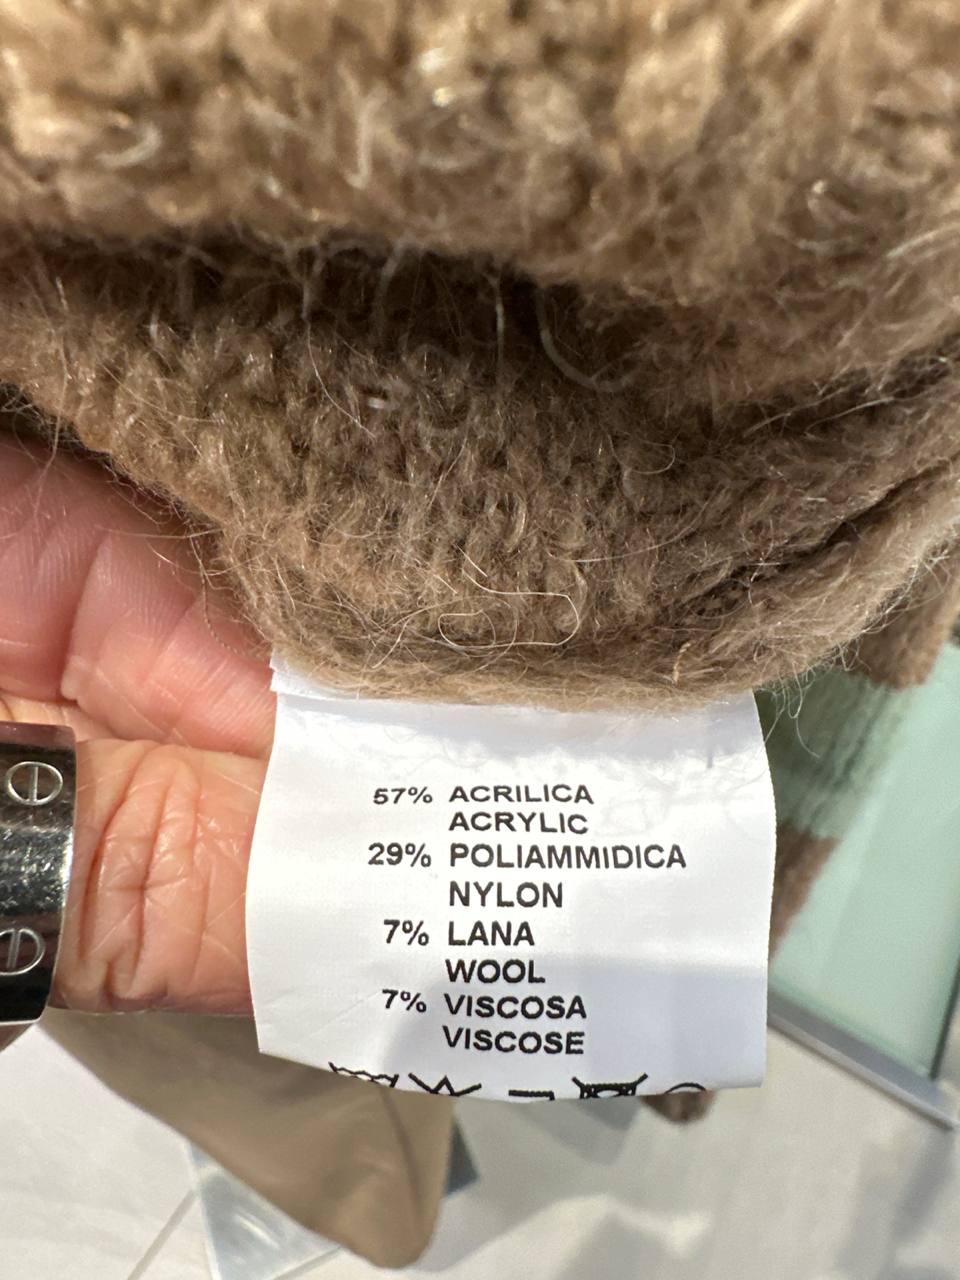 57% ACRILICA
ACRYLIC
29% POLIAMMIDICA
NYLON
7% LANA
WOOL
7% VISCOSA
VISCOSE